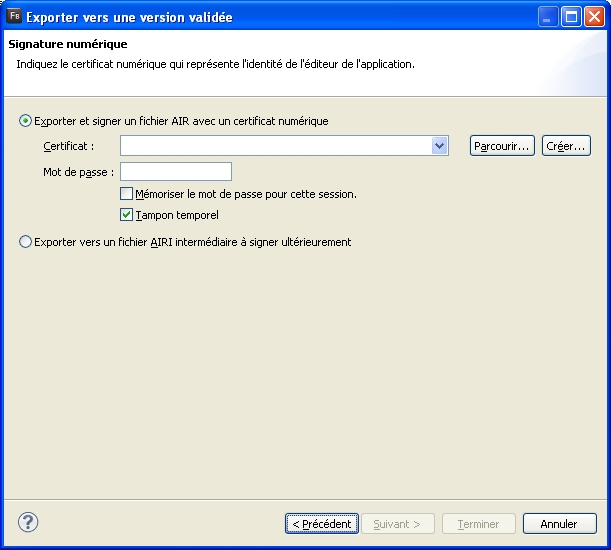 FB Exporter vers une version validée
Signature numérique
Indiquez le certificat numérique qui représente l'identité de l'éditeur de l'application.
Exporter et signer un fichier AIR avec un certificat numérique
Certificat :
Parcourir... Créer...
Mot de passe :
Mémoriser le mot de passe pour cette session.
Tampon temporel
Exporter vers un fichier AIRI intermédiaire à signer ultérieurement
? < Précédent Suivant > Terminer Annuler